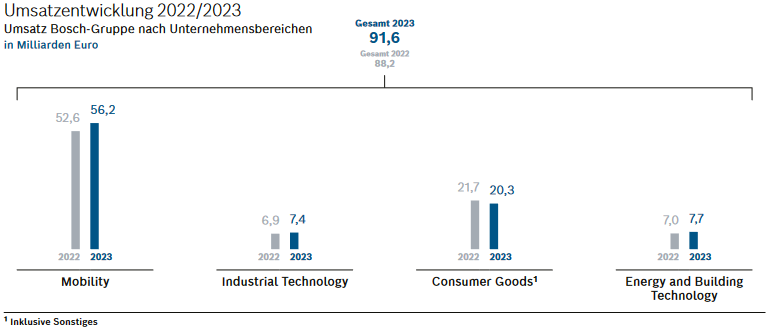 Umsatzentwicklung 2022/2023
Umsatz Bosch-Gruppe nach Unternehmensbereichen
in Milliarden Euro
Gesamt 2023
91,6
Gesamt 2022
88,2
52,6 56,2
6,9 7,4
21,7 20,3
7,0 7,7
2022 2023
2022 2023
2022 2023
2022 2023
Mobility
Industrial Technology
Consumer Goods¹
Energy and Building
Technology
¹ Inklusive Sonstiges